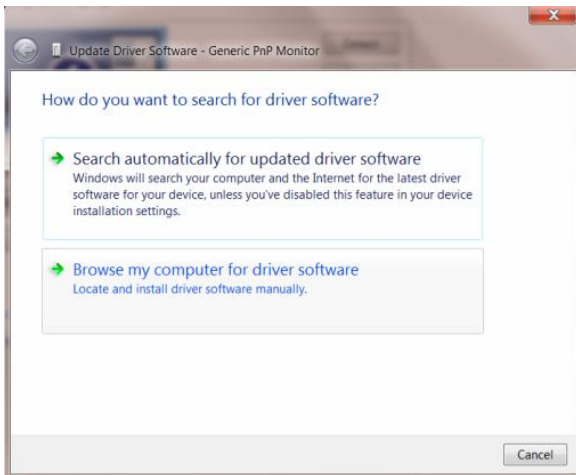 Update Driver Software - Generic PnP Monitor
How do you want to search for driver software?
Search automatically for updated driver software
Windows will search your computer and the Internet for the latest driver
software for your device, unless you've disabled this feature in your device
installation settings.
Browse my computer for driver software
Locate and install driver software manually.
Cancel